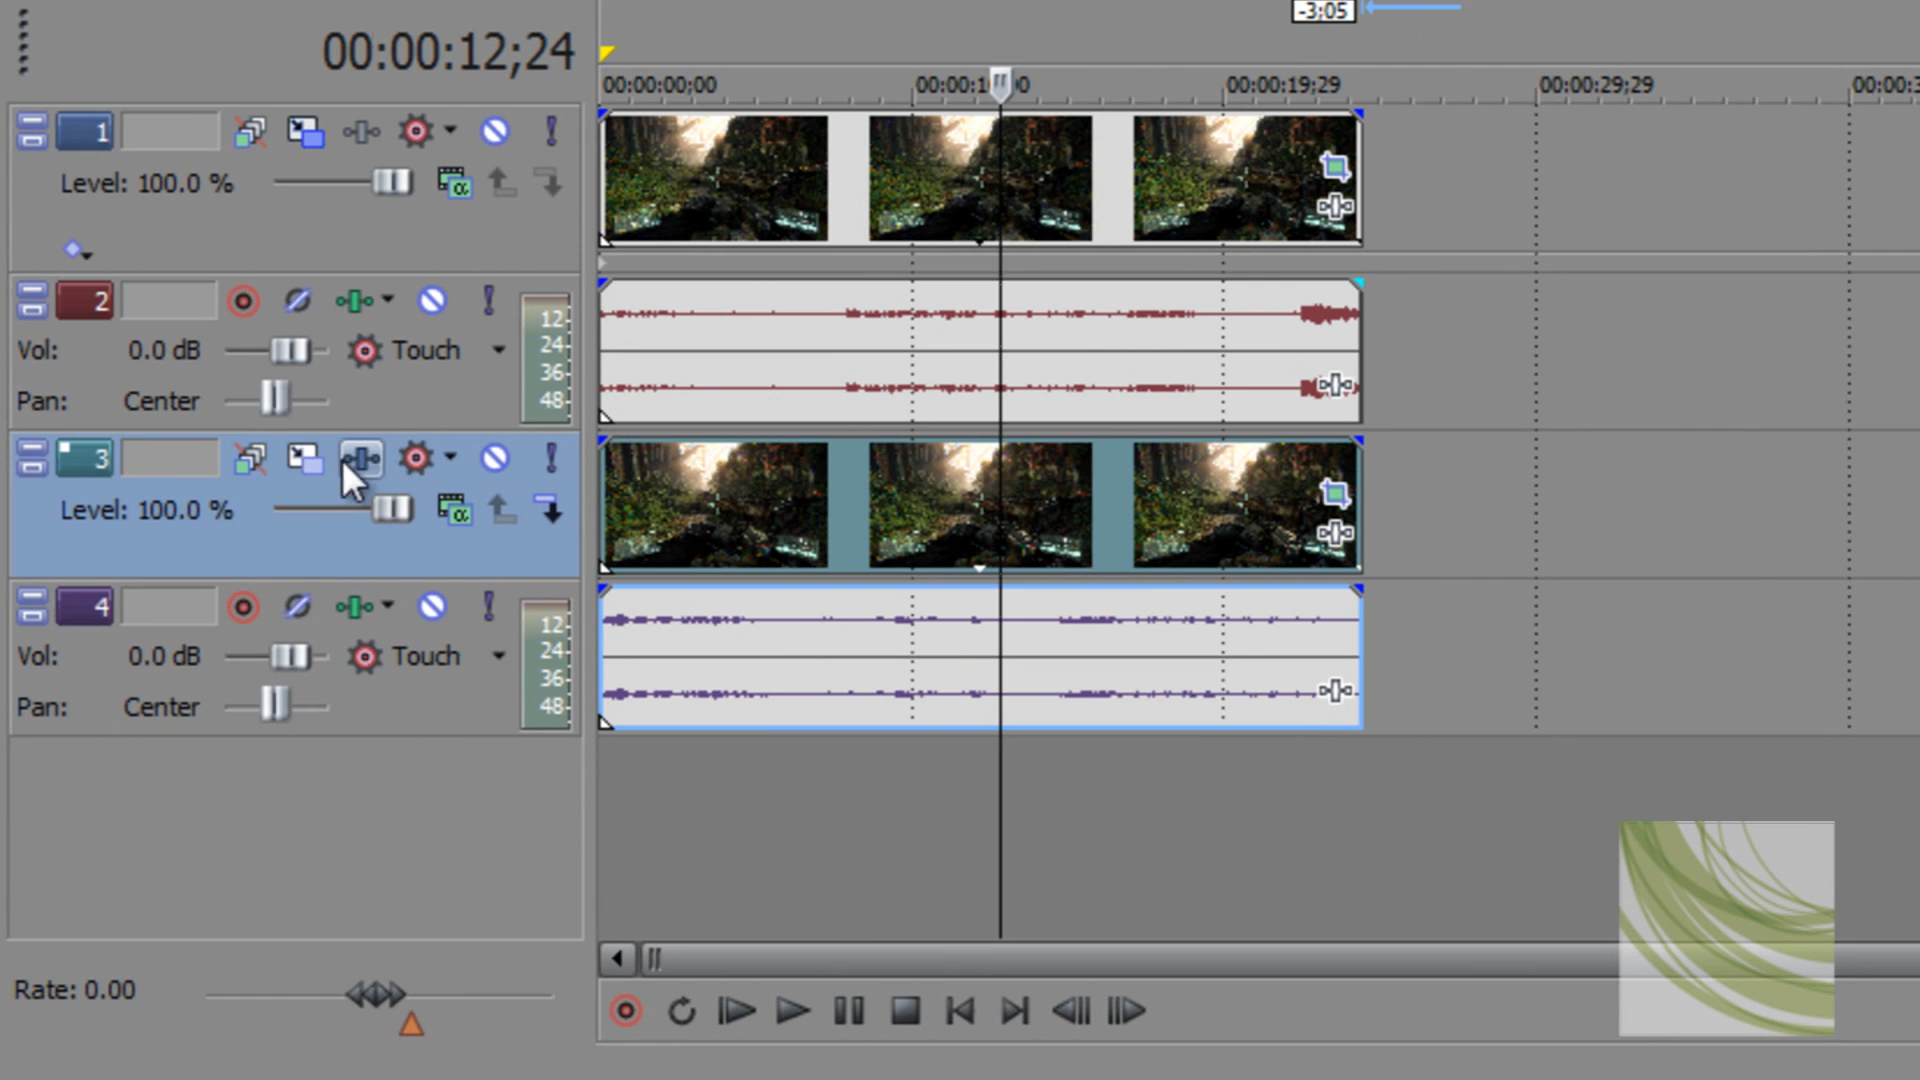 -3;05
00:00:12;24
00:00:00;00
00:00:19;29
00:00:29;29
1
Level: 100.0 %
2
Vol: 0.0 dB
Touch
Pan: Center
12
24
36
48
3
Level: 100.0 %
4
Vol: 0.0 dB
Touch
Pan: Center
12
24
36
48
Rate: 0.00